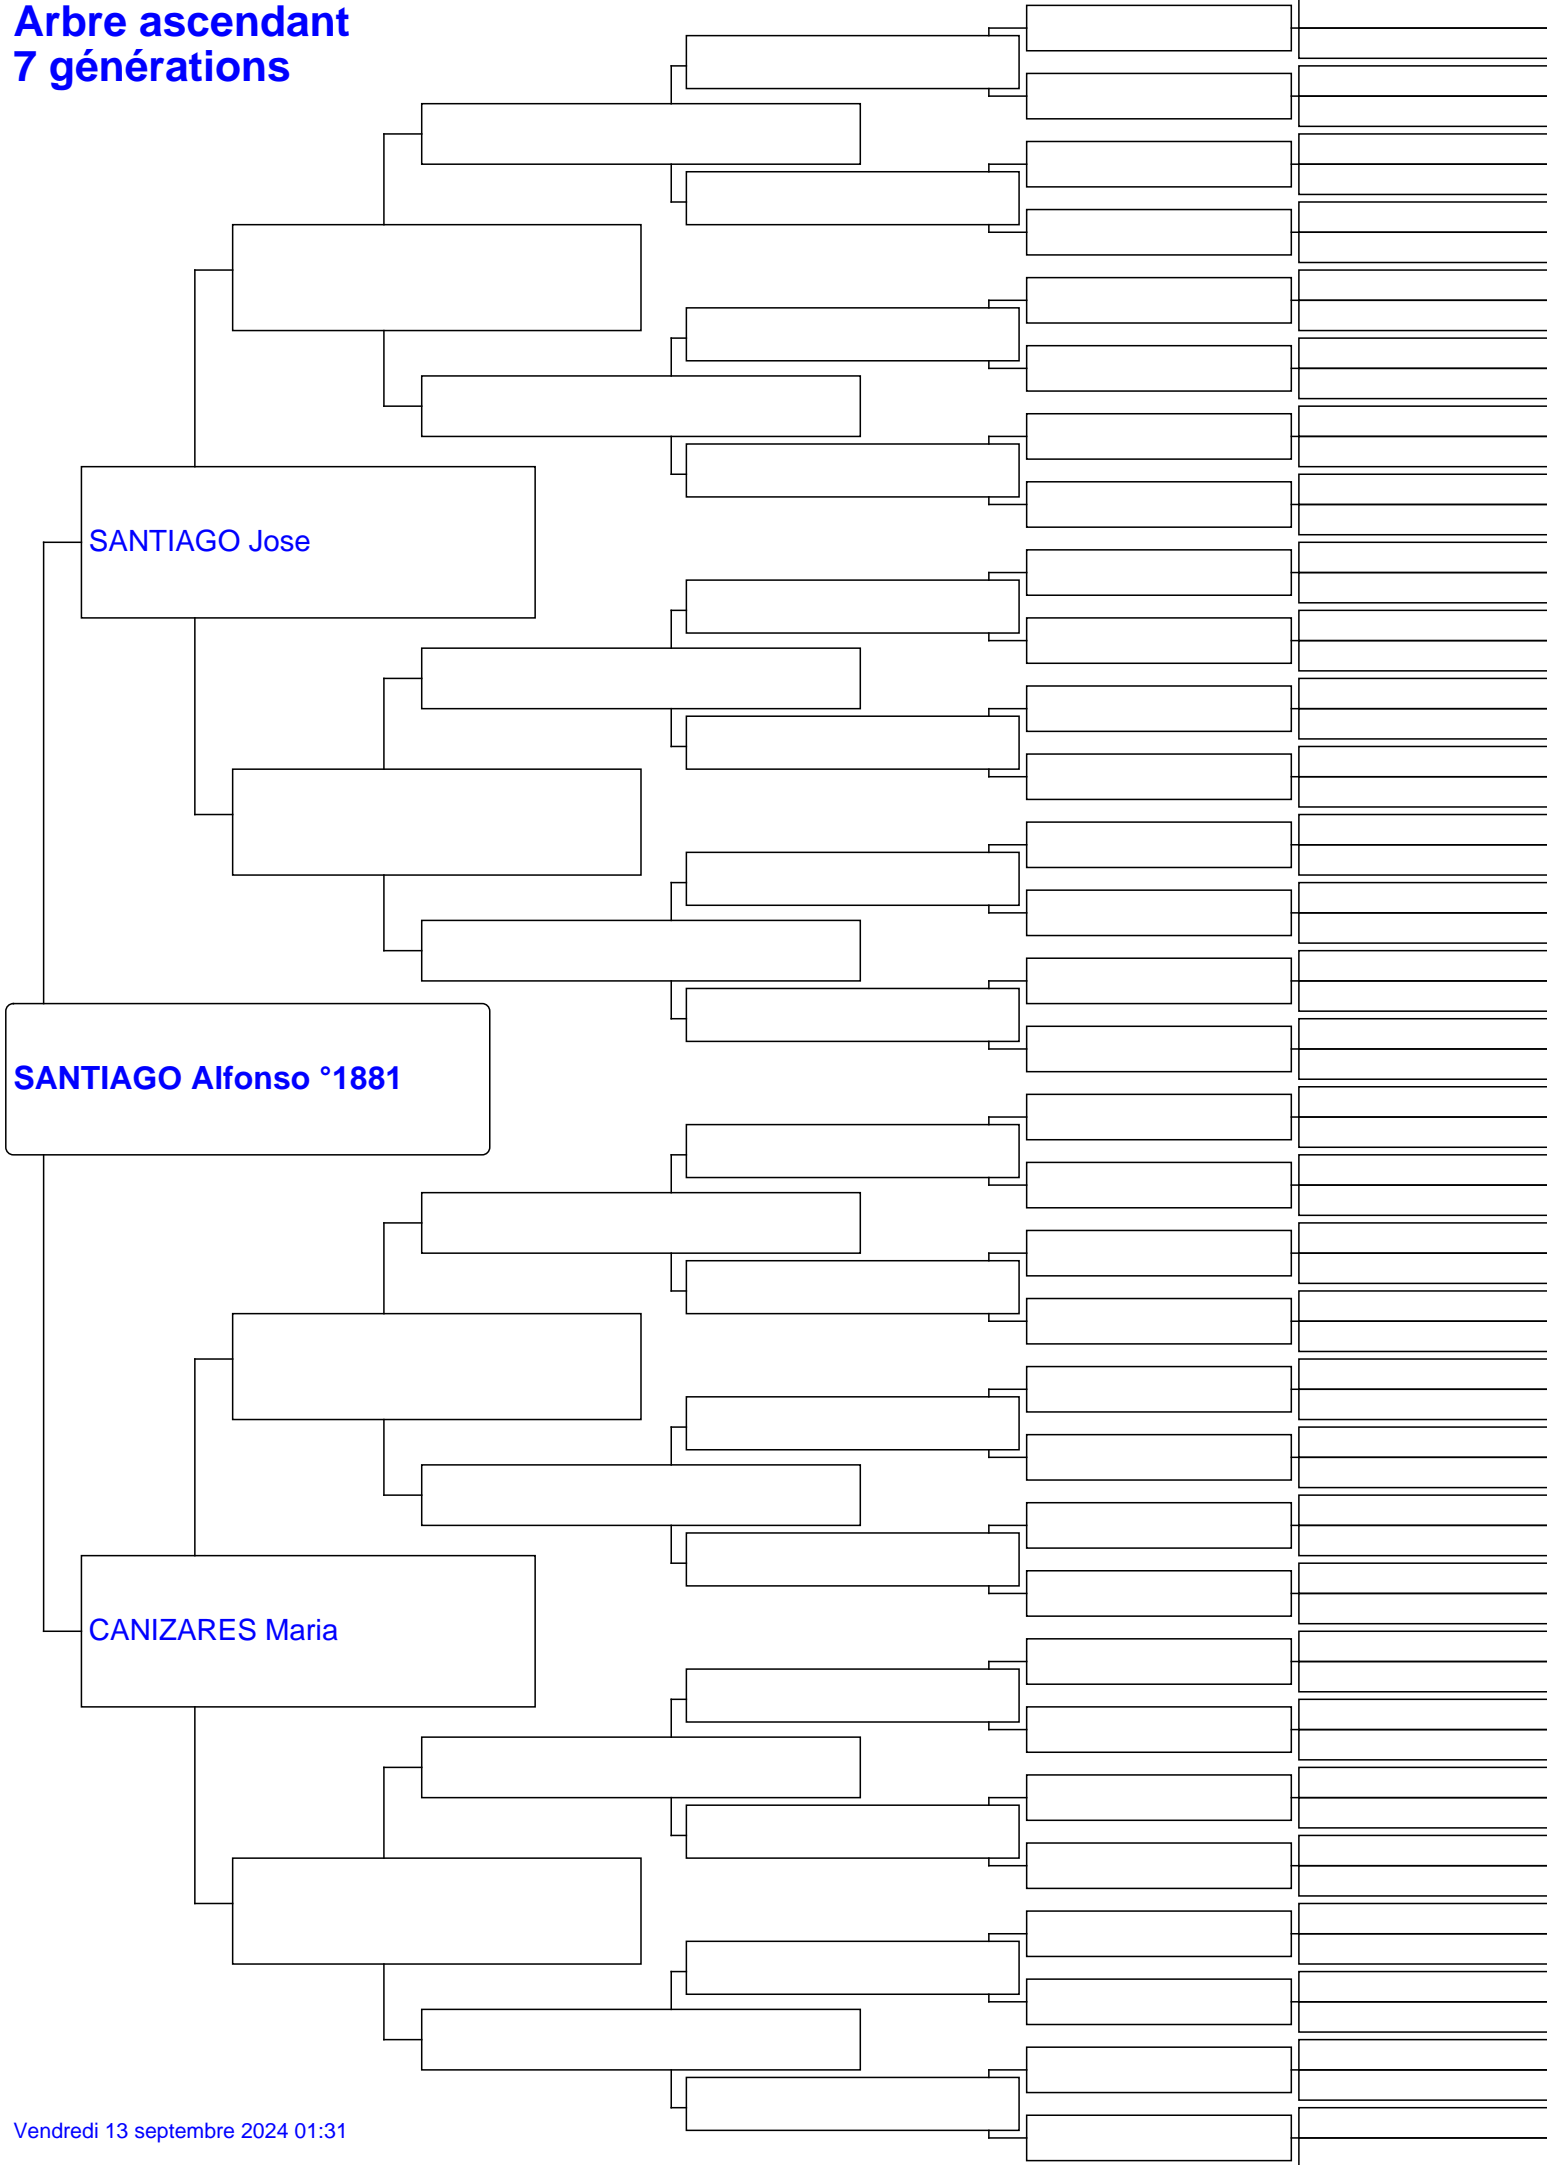 Arbre ascendant
7 générations
SANTIAGO Jose
SANTIAGO Alfonso °1881
CANIZARES Maria
Vendredi 13 septembre 2024 01:31